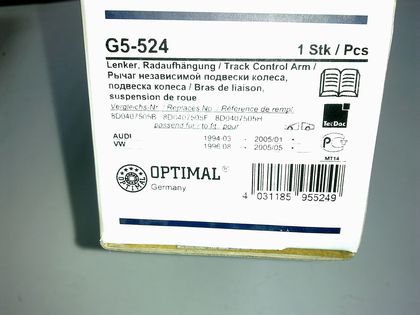 G5-524
1 Stk / Pcs
Lenker, Radaufhängung / Track Control Arm /
Рычаг независимой подвески колеса,
подвеска колеса / Bras de liaison,
suspension de roue
Vergleichs-Nr. / Replaces No. / Référence de rempl.
8D0407505B 8D0407505F 8D0407505H
passend für / to fit / pour
AUDI 1994-03 - 2005/01 -
VW 1996-08 - 2005/05 -
TecDoc
MT14
OPTIMAL®
Germany
OPTIMAL
4 031185 955249